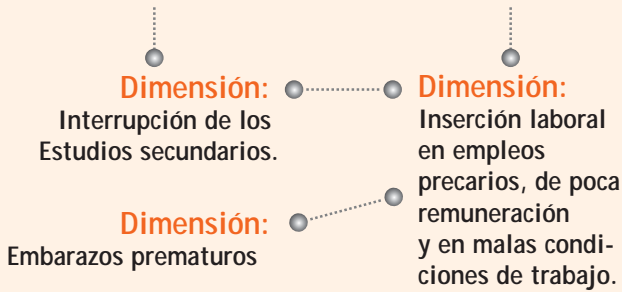 Dimensión:
Interrupción de los
Estudios secundarios.
Dimensión:
Embarazos prematuros
Dimensión:
Inserción laboral
en empleos
precarios, de poca
remuneración
y en malas condi-
ciones de trabajo.